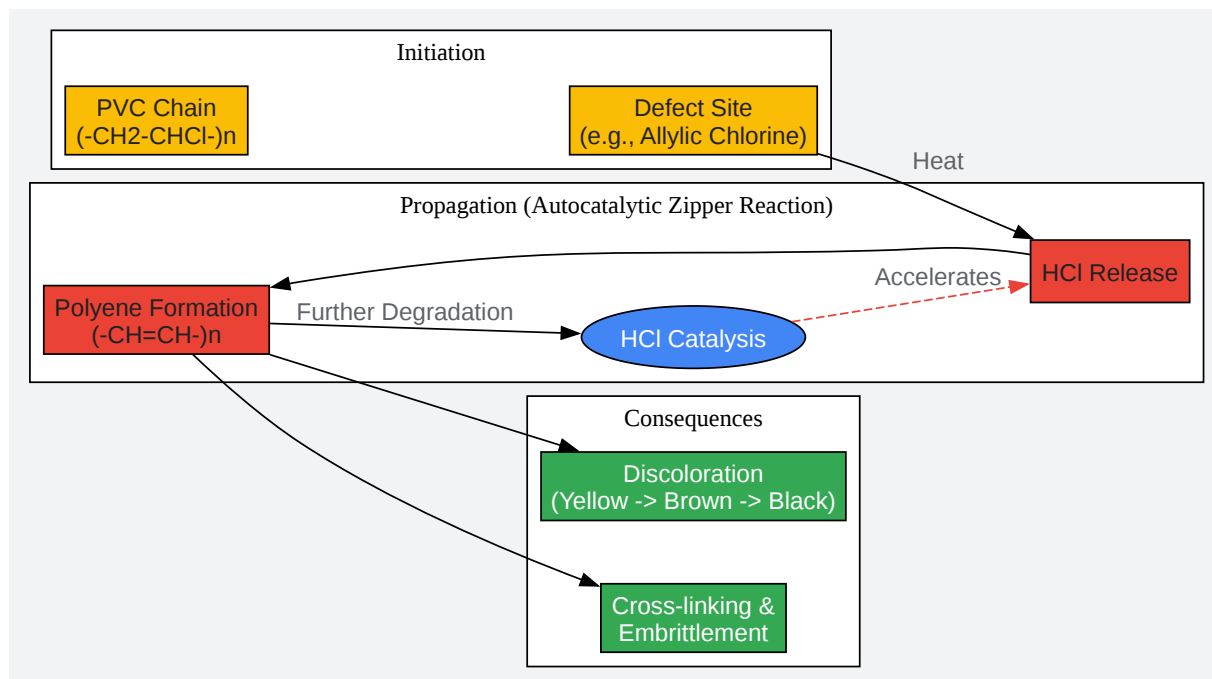 Initiation
PVC Chain
(-CH2-CHCl-)n
Defect Site
(e.g., Allylic Chlorine)
Heat
Propagation (Autocatalytic Zipper Reaction)
HCl Release
Accelerates
Polyene Formation
(-CH=CH-)n
Further Degradation
HCl Catalysis
Consequences
Discoloration
(Yellow -> Brown -> Black)
Cross-linking &
Embrittlement